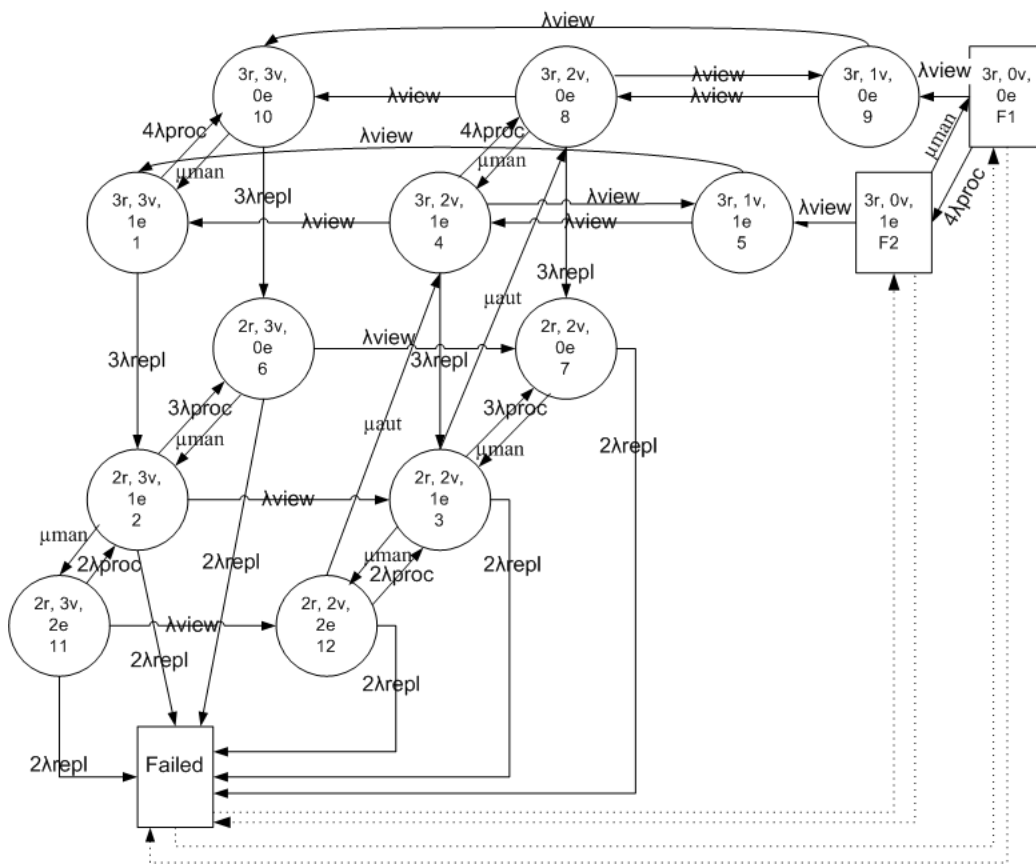 λview
3r, 3v,
0e
10
3r, 2v,
0e
8
3r, 1v,
0e
9
3r, 0v,
0e
F1
λview
λview
λview
λview
4λproc
μman
λview
4λproc
μman
μman
4λproc
3r, 3v,
1e
1
3r, 2v,
1e
4
3r, 1v,
1e
5
3r, 0v,
1e
F2
3λrepl
λview
λview
λview
λview
3λrepl
μaut
2r, 3v,
0e
6
2r, 2v,
0e
7
λview
3λrepl
3λrepl
3λproc
μman
μaut
3λproc
μman
2λrepl
2r, 3v,
1e
2
2r, 2v,
1e
3
λview
μman
2λproc
2λrepl
μman
2λproc
2λrepl
2r, 3v,
2e
11
2r, 2v,
2e
12
λview
2λrepl
2λrepl
2λrepl
Failed